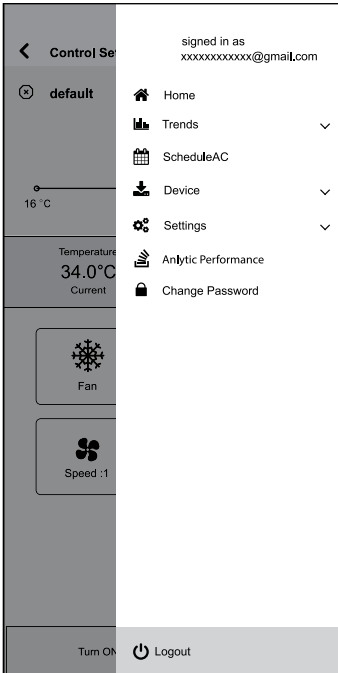 signed in as
xxxxxxxxxxxx@gmail.com
Control Se
default
Home
Trends
ScheduleAC
Device
Settings
Anlytic Performance
Change Password
16 °C
Temperature
34.0°C
Current
Fan
Speed :1
Turn ON
Logout